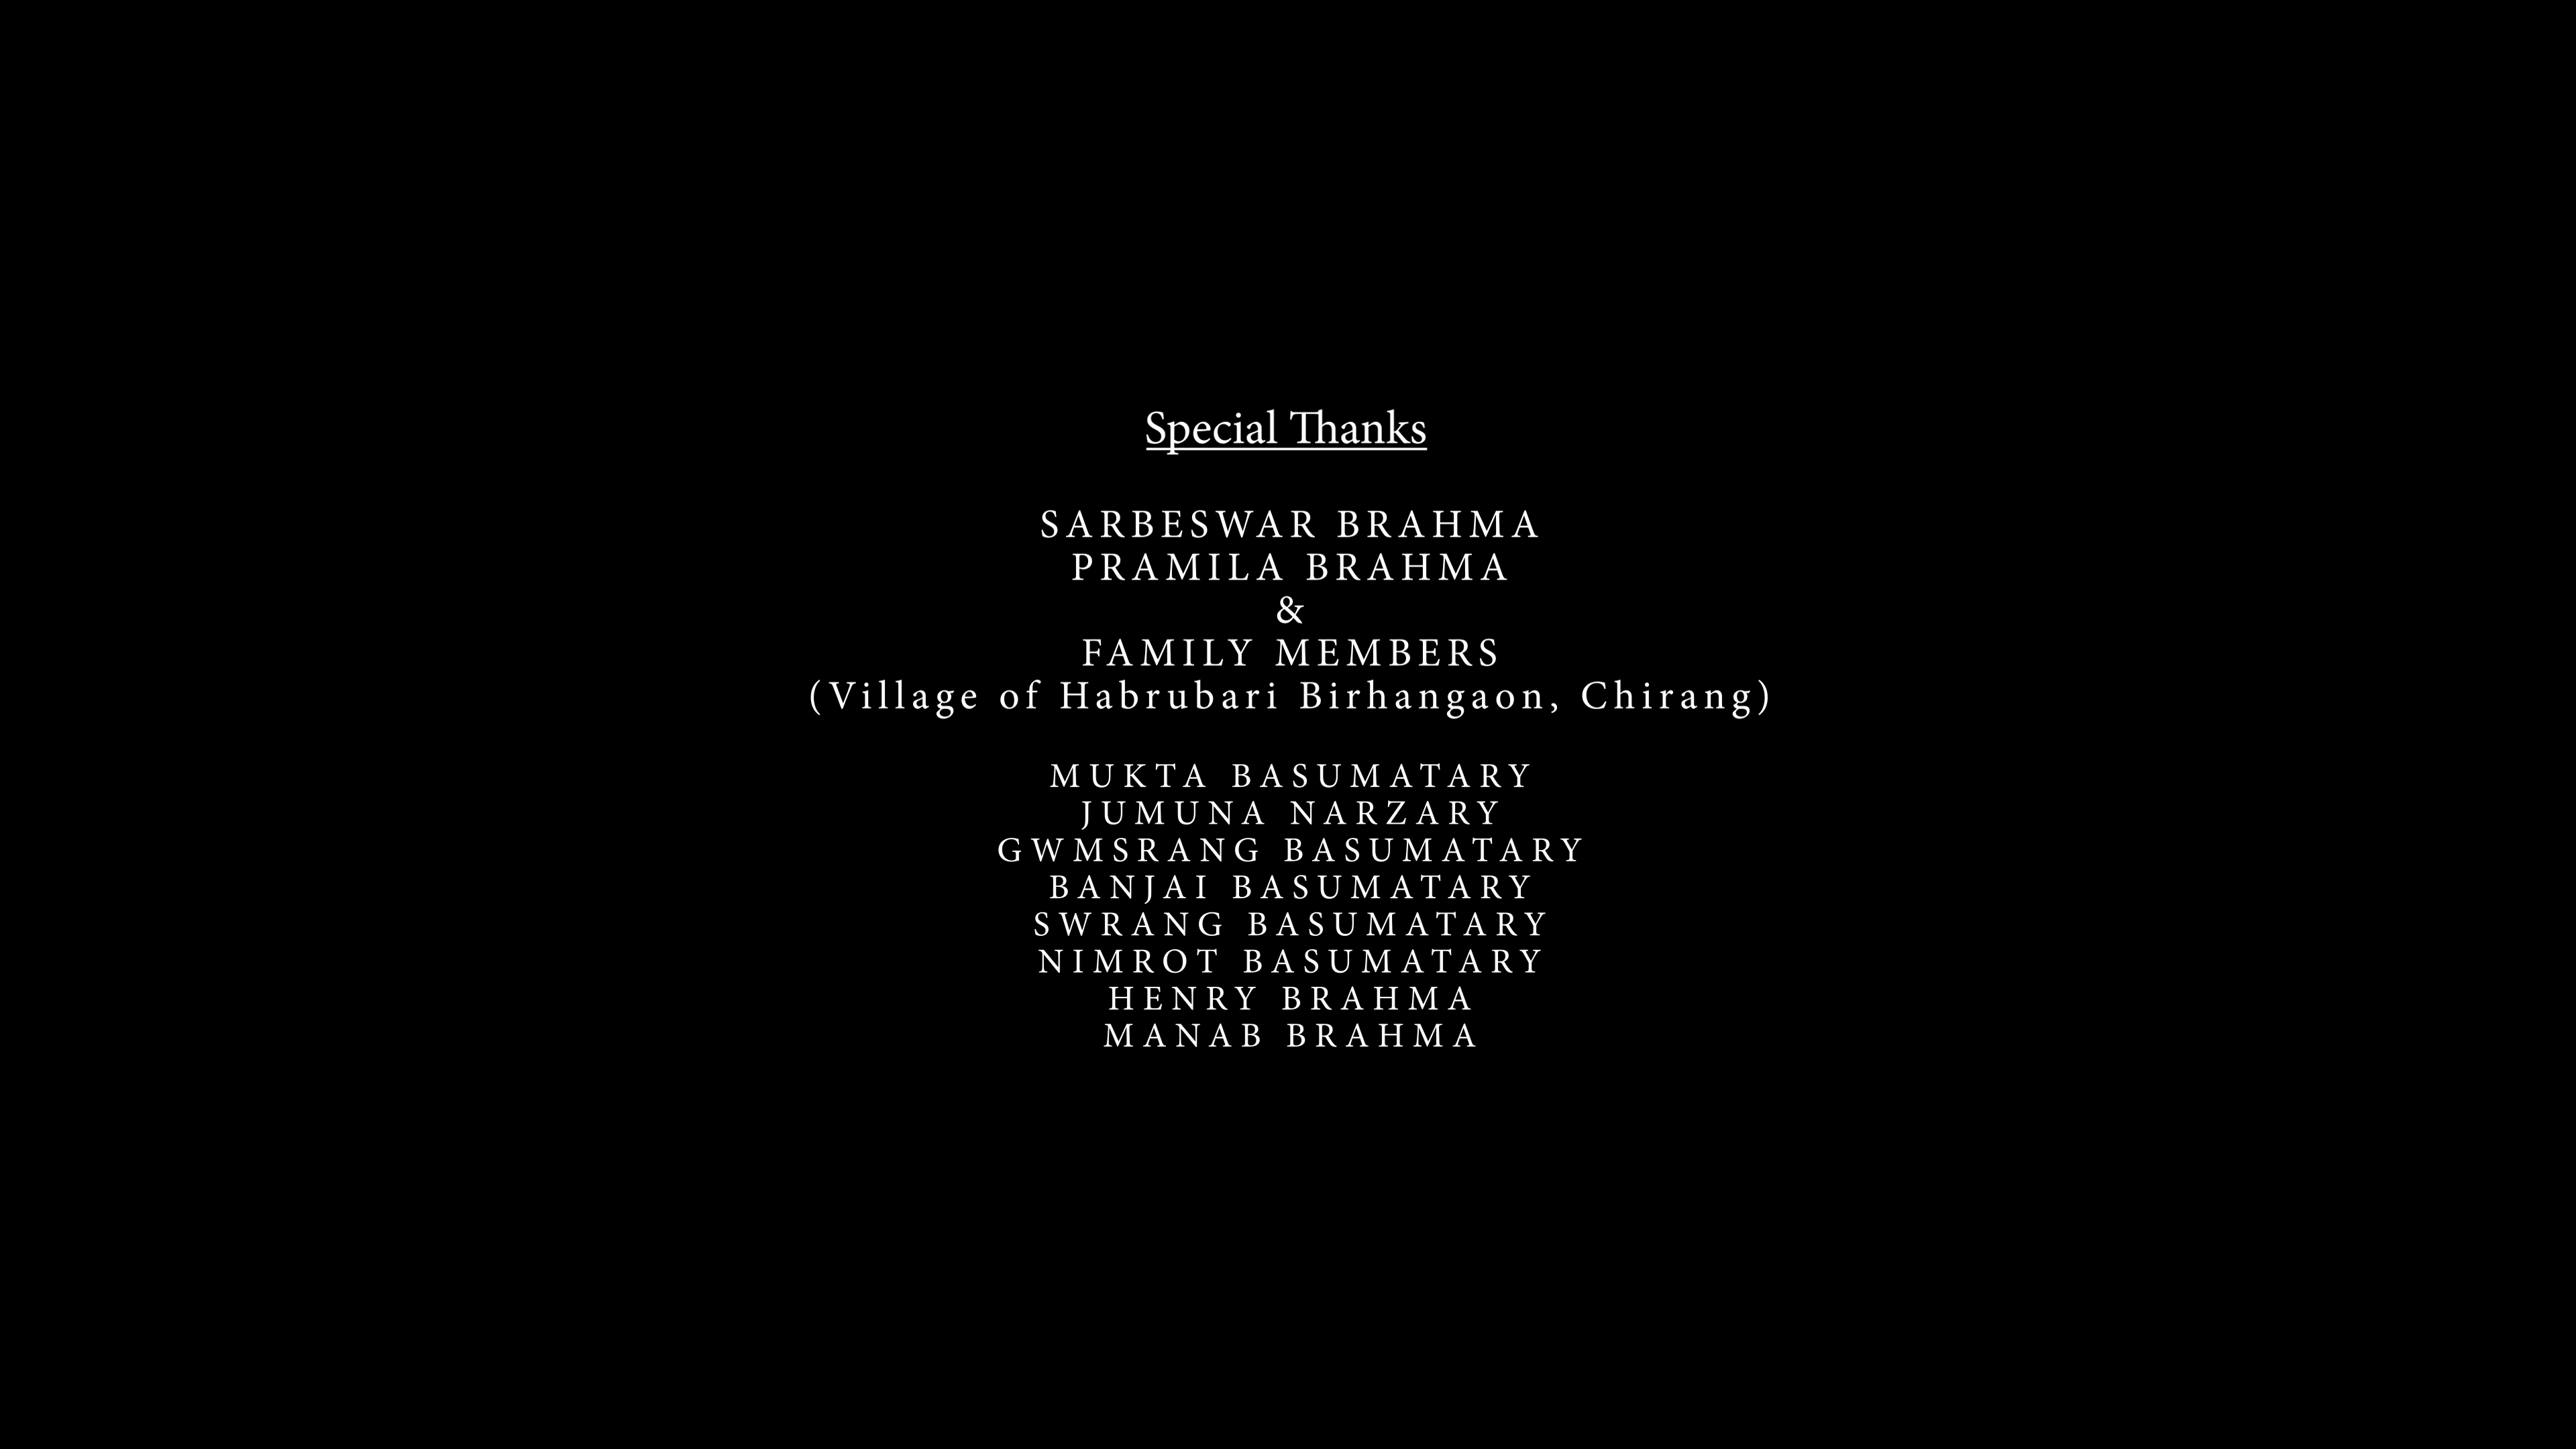 Special Thanks
SARBESWAR BRAHMA
PRAMILA BRAHMA
&
FAMILY MEMBERS
(Village of Habrubari Birhangaon, Chirang)
MUKTA BASUMATARY
JUMUNA NARZARY
GWMSRANG BASUMATARY
BANJAI BASUMATARY
SWRANG BASUMATARY
NIMROT BASUMATARY
HENRY BRAHMA
MANAB BRAHMA